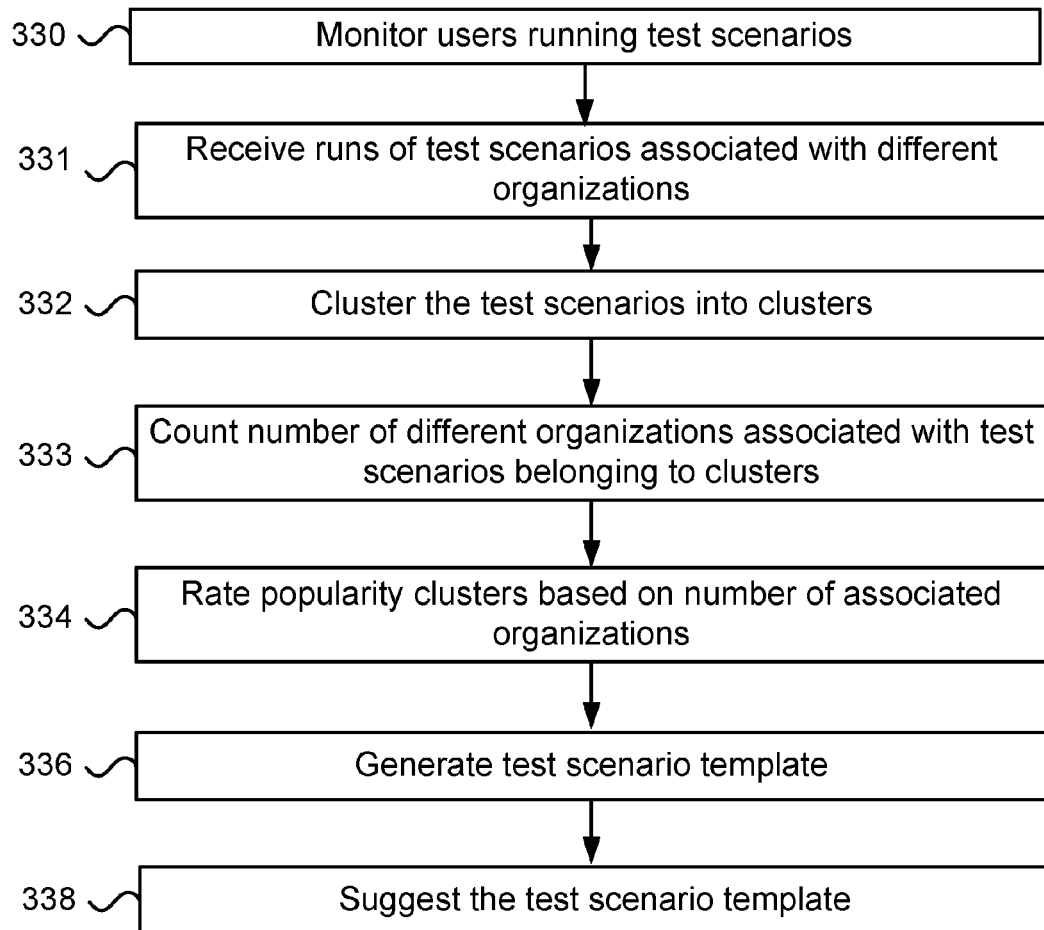 330 Monitor users running test scenarios
331 Receive runs of test scenarios associated with different
organizations
332 Cluster the test scenarios into clusters
333 Count number of different organizations associated with test
scenarios belonging to clusters
334 Rate popularity clusters based on number of associated
organizations
336 Generate test scenario template
338 Suggest the test scenario template